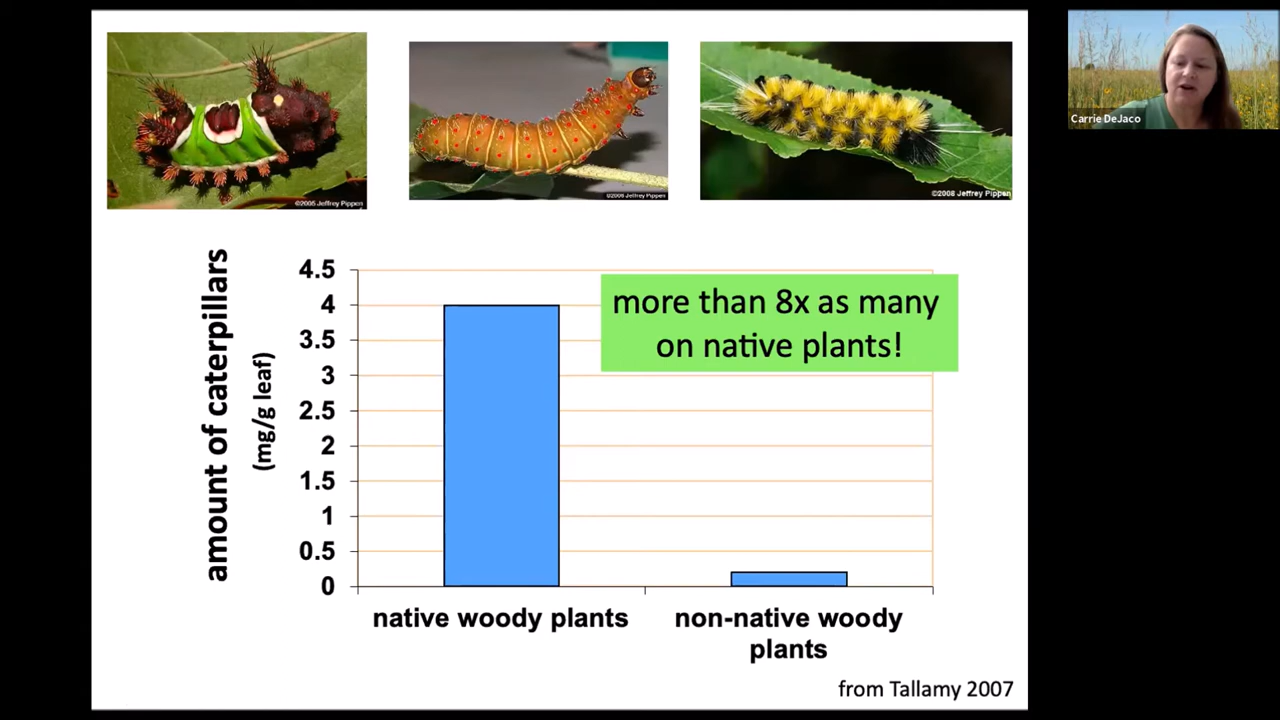 ©2005 Jeffrey Pippen
©2006 Jeffrey Pippen
©2008 Jeffrey Pippen
Carrie DeJaco
amount of caterpillars
(mg/g leaf)
4.5
4
3.5
3
2.5
2
1.5
1
0.5
0
more than 8x as many
on native plants!
native woody plants
non-native woody
plants
from Tallamy 2007